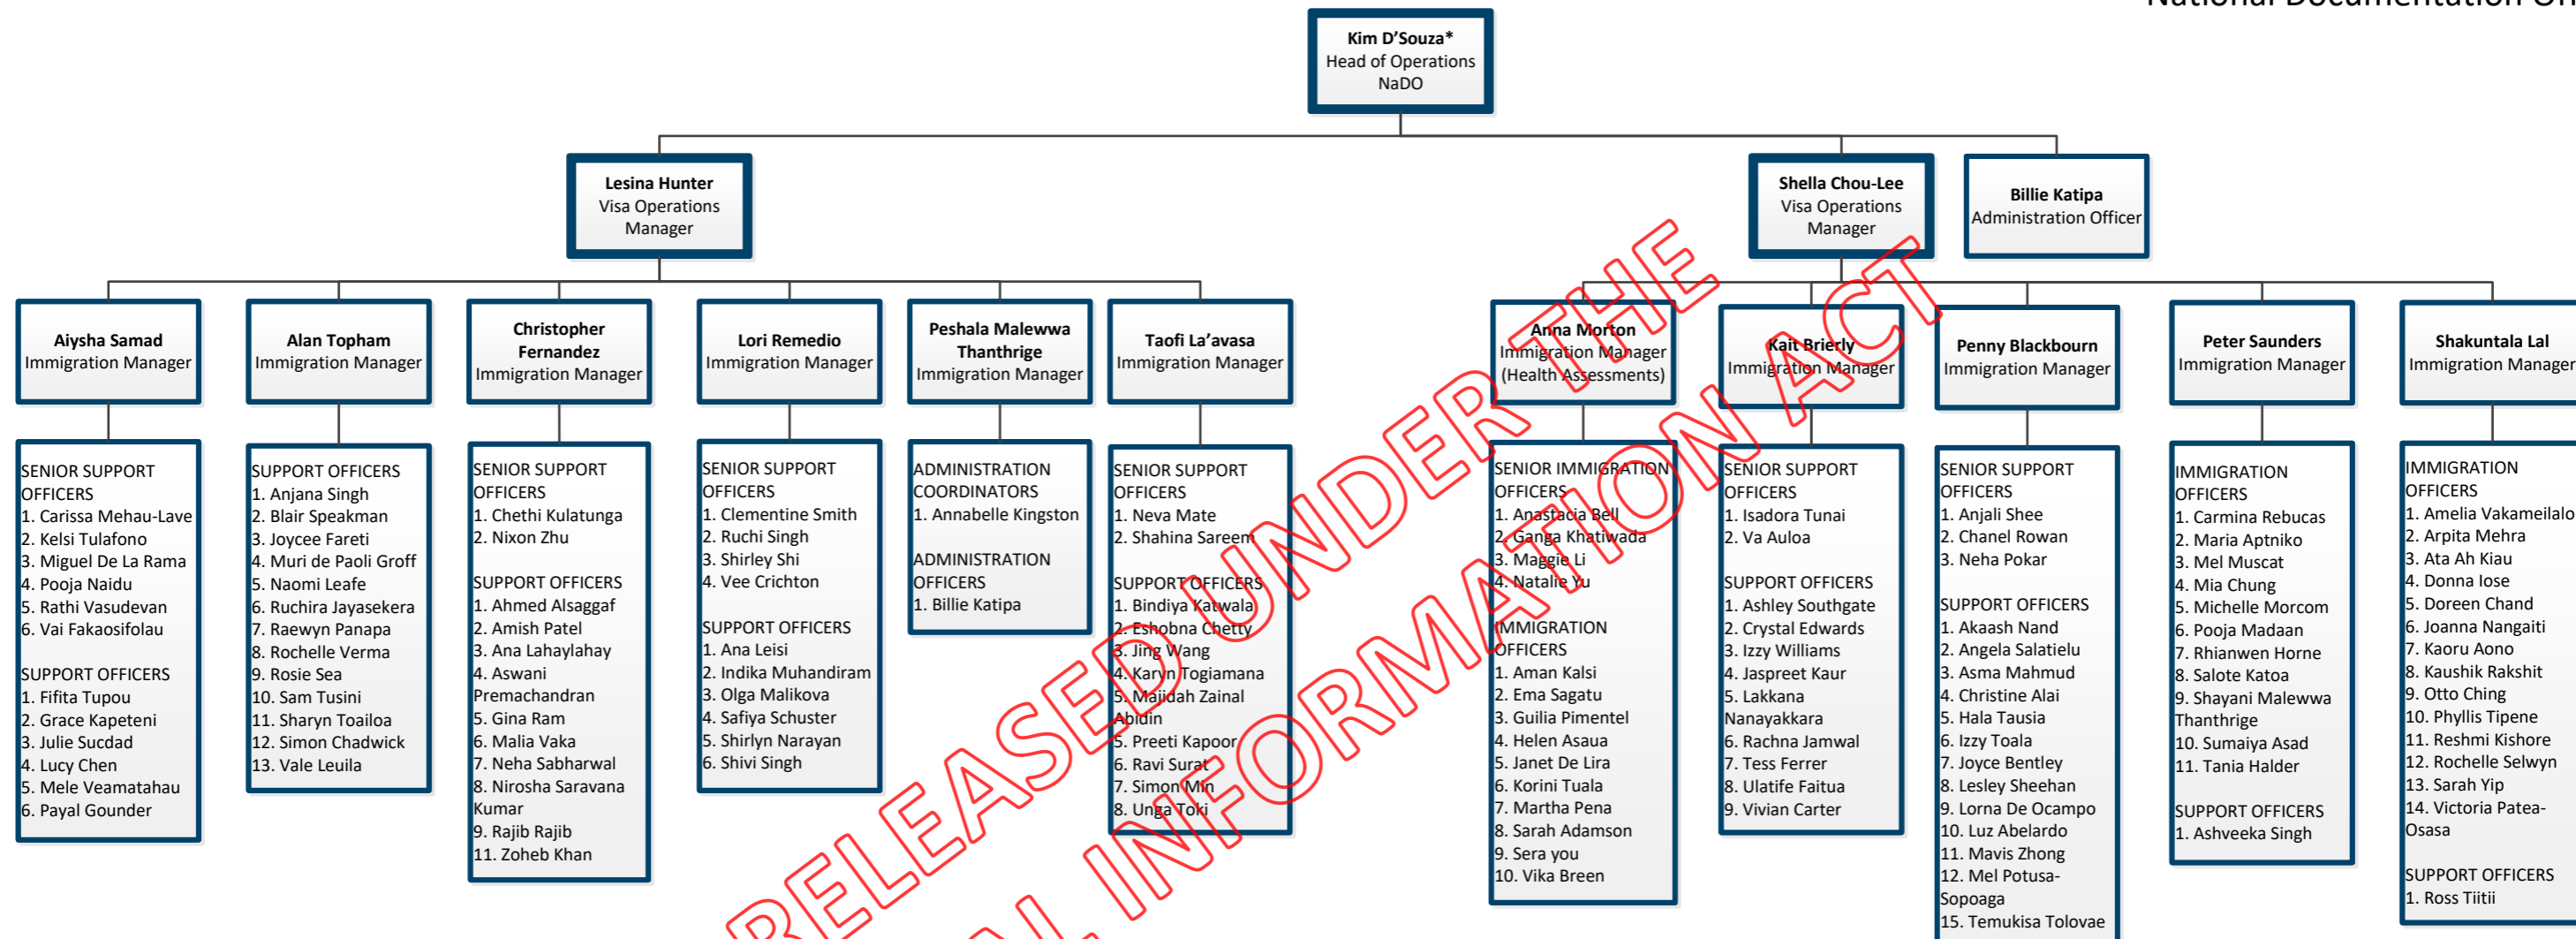 National Documentation
Kim D’Souza*
Head of Operations
NaDO
Lesina Hunter
Visa Operations
Manager
Shella Chou-Lee
Visa Operations
Manager
Billie Katipa
Administration Officer
Aiysha Samad
Immigration Manager
Alan Topham
Immigration Manager
Christopher
Fernandez
Immigration Manager
Lori Remedio
Immigration Manager
Peshala Malewwa
Thanthrige
Immigration Manager
Taofi La’avasa
Immigration Manager
Anna Morton
Immigration Manager
(Health Assessments)
Kait Brierly
Immigration Manager
Penny Blackbourn
Immigration Manager
Peter Saunders
Immigration Manager
Shakuntala Lal
Immigration Manager
SENIOR SUPPORT
OFFICERS
1. Carissa Mehau-Lave
2. Kelsi Tulafono
3. Miguel De La Rama
4. Pooja Naidu
5. Rathi Vasudevan
6. Vai Fakaosifolau
SUPPORT OFFICERS
1. Fifita Tupou
2. Grace Kapeteni
3. Julie Sucdad
4. Lucy Chen
5. Mele Veamatahau
6. Payal Gounder
SUPPORT OFFICERS
1. Anjana Singh
2. Blair Speakman
3. Joycee Fareti
4. Muri de Paoli Groff
5. Naomi Leafe
6. Ruchira Jayasekera
7. Raewyn Panapa
8. Rochelle Verma
9. Rosie Sea
10. Sam Tusini
11. Sharyn Toailoa
12. Simon Chadwick
13. Vale Leuila
SENIOR SUPPORT
OFFICERS
1. Chethi Kulatunga
2. Nixon Zhu
SUPPORT OFFICERS
1. Ahmed Alsaggaf
2. Amish Patel
3. Ana Lahaylahay
4. Aswani
Premachandran
5. Gina Ram
6. Malia Vaka
7. Neha Sabharwal
8. Nirosha Saravana
Kumar
9. Rajib Rajib
11. Zoheb Khan
SENIOR SUPPORT
OFFICERS
1. Clementine Smith
2. Ruchi Singh
3. Shirley Shi
4. Vee Crichton
SUPPORT OFFICERS
1. Ana Leisi
2. Indika Muhandiram
3. Olga Malikova
4. Safiya Schuster
5. Shirlyn Narayan
6. Shivi Singh
ADMINISTRATION
COORDINATORS
1. Annabelle Kingston
ADMINISTRATION
OFFICERS
1. Billie Katipa
SENIOR SUPPORT
OFFICERS
1. Neva Mate
2. Shahina Sareem
SUPPORT OFFICERS
1. Bindiya Katwala
2. Eshobna Chetty
3. Jing Wang
4. Karyn Togiamana
5. Majidah Zainal
Abidin
5. Preeti Kapoor
6. Ravi Surat
7. Simon Min
8. Unga Toki
SENIOR IMMIGRATION
OFFICERS
1. Anastacia Bell
2. Ganga Khatiwada
3. Maggie Li
4. Natalie Yu
IMMIGRATION
OFFICERS
1. Aman Kalsi
2. Ema Sagatu
3. Guilia Pimentel
4. Helen Asaua
5. Janet De Lira
6. Korini Tuala
7. Martha Pena
8. Sarah Adamson
9. Sera you
10. Vika Breen
SENIOR SUPPORT
OFFICERS
1. Isadora Tunai
2. Va Auloa
SUPPORT OFFICERS
1. Ashley Southgate
2. Crystal Edwards
3. Izzy Williams
4. Jaspreet Kaur
5. Lakkana
Nanayakkara
6. Rachna Jamwal
7. Tess Ferrer
8. Ulatife Faitua
9. Vivian Carter
SENIOR SUPPORT
OFFICERS
1. Anjali Shee
2. Chanel Rowan
3. Neha Pokar
SUPPORT OFFICERS
1. Akaash Nand
2. Angela Salatielu
3. Asma Mahmud
4. Christine Alai
5. Hala Tausia
6. Izzy Toala
7. Joyce Bentley
8. Lesley Sheehan
9. Lorna De Ocampo
10. Luz Abelardo
11. Mavis Zhong
12. Mel Potusa-
Sopoaga
15. Temukisa Tolovae
IMMIGRATION
OFFICERS
1. Carmina Rebucas
2. Maria Aptniko
3. Mel Muscat
4. Mia Chung
5. Michelle Morcom
6. Pooja Madaan
7. Rhianwen Horne
8. Salote Katoa
9. Shayani Malewwa
Thanthrige
10. Sumaiya Asad
11. Tania Halder
SUPPORT OFFICERS
1. Ashveeka Singh
IMMIGRATION
OFFICERS
1. Amelia Vakameilalo
2. Arpita Mehra
3. Ata Ah Kiau
4. Donna Iose
5. Doreen Chand
6. Joanna Nangaiti
7. Kaoru Aono
8. Kaushik Rakshit
9. Otto Ching
10. Phyllis Tipene
11. Reshmi Kishore
12. Rochelle Selwyn
13. Sarah Yip
14. Victoria Patea-
Osasa
SUPPORT OFFICERS
1. Ross Tiitii
RELEASED UNDER THE
INFORMATION ACT